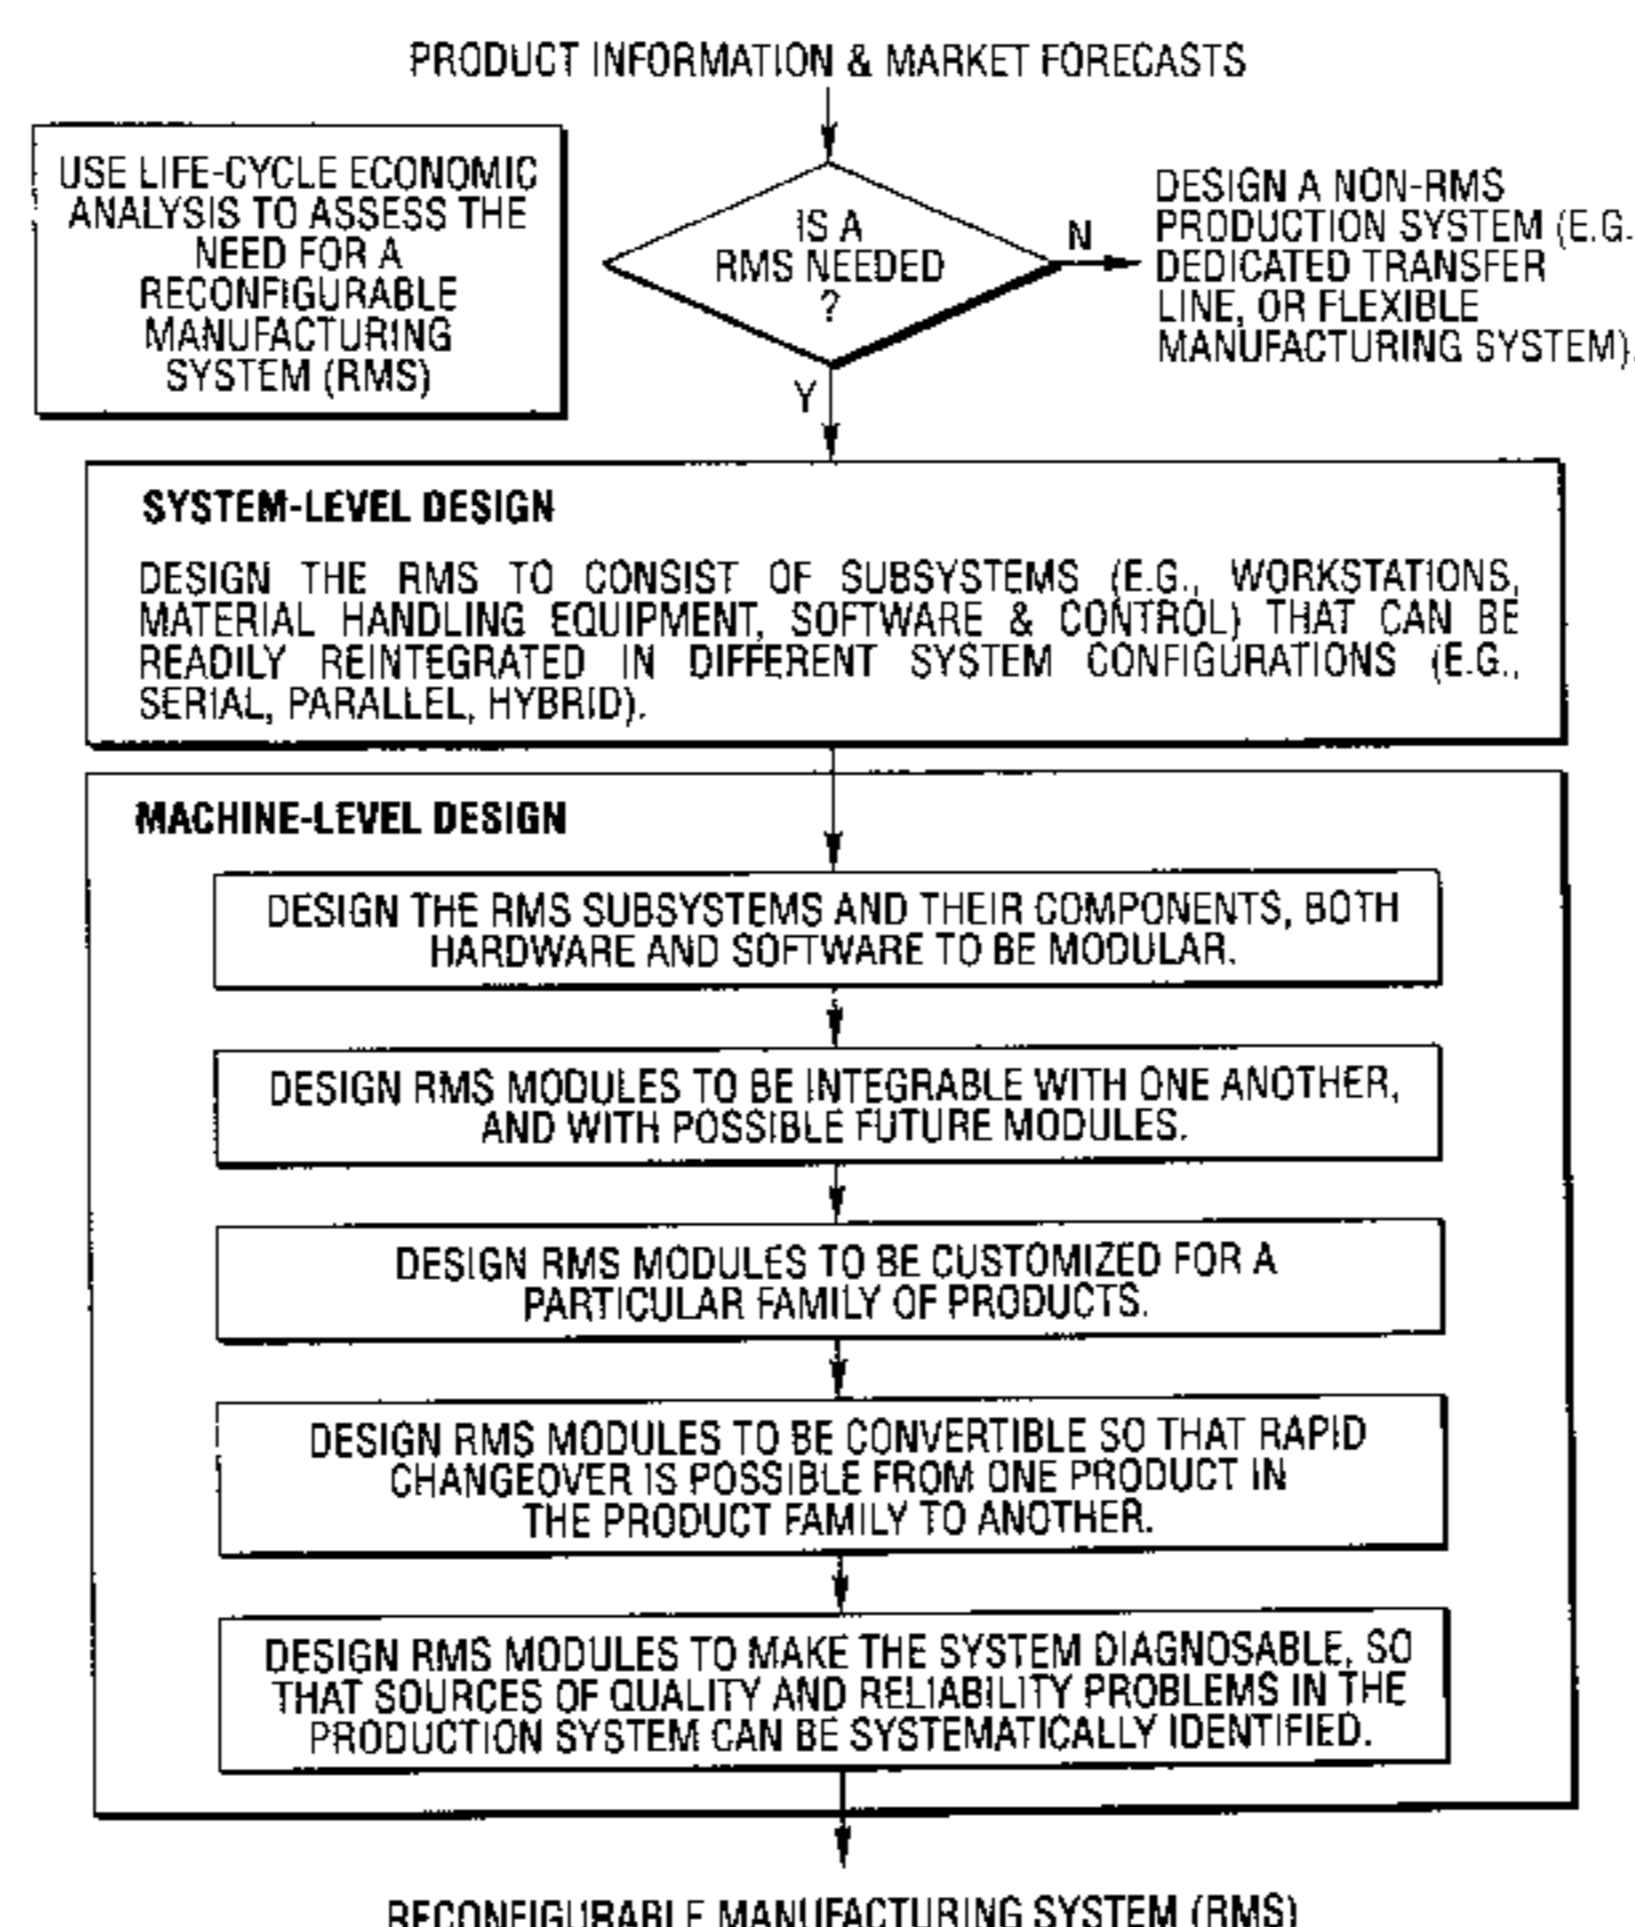 PRODUCT INFORMATION & MARKET FORECASTS
USE LIFE-CYCLE ECONOMIC
ANALYSIS TO ASSESS THE
NEED FOR A
RECONFIGURABLE
MANUFACTURING
SYSTEM (RMS)
IS A
RMS NEEDED
?
N
DESIGN A NON-RMS
PRODUCTION SYSTEM (E.G.
DEDICATED TRANSFER
LINE, OR FLEXIBLE
MANUFACTURING SYSTEM).
Y
SYSTEM-LEVEL DESIGN
DESIGN THE RMS TO CONSIST OF SUBSYSTEMS (E.G., WORKSTATIONS,
MATERIAL HANDLING EQUIPMENT, SOFTWARE & CONTROL) THAT CAN BE
READILY REINTEGRATED IN DIFFERENT SYSTEM CONFIGURATIONS (E.G.,
SERIAL, PARALLEL, HYBRID).
MACHINE-LEVEL DESIGN
DESIGN THE RMS SUBSYSTEMS AND THEIR COMPONENTS, BOTH
HARDWARE AND SOFTWARE TO BE MODULAR.
DESIGN RMS MODULES TO BE INTEGRABLE WITH ONE ANOTHER,
AND WITH POSSIBLE FUTURE MODULES.
DESIGN RMS MODULES TO BE CUSTOMIZED FOR A
PARTICULAR FAMILY OF PRODUCTS.
DESIGN RMS MODULES TO BE CONVERTIBLE SO THAT RAPID
CHANGEOVER IS POSSIBLE FROM ONE PRODUCT IN
THE PRODUCT FAMILY TO ANOTHER.
DESIGN RMS MODULES TO MAKE THE SYSTEM DIAGNOSABLE, SO
THAT SOURCES OF QUALITY AND RELIABILITY PROBLEMS IN THE
PRODUCTION SYSTEM CAN BE SYSTEMATICALLY IDENTIFIED.
RECONFIGURABLE MANUFACTURING SYSTEM (RMS)